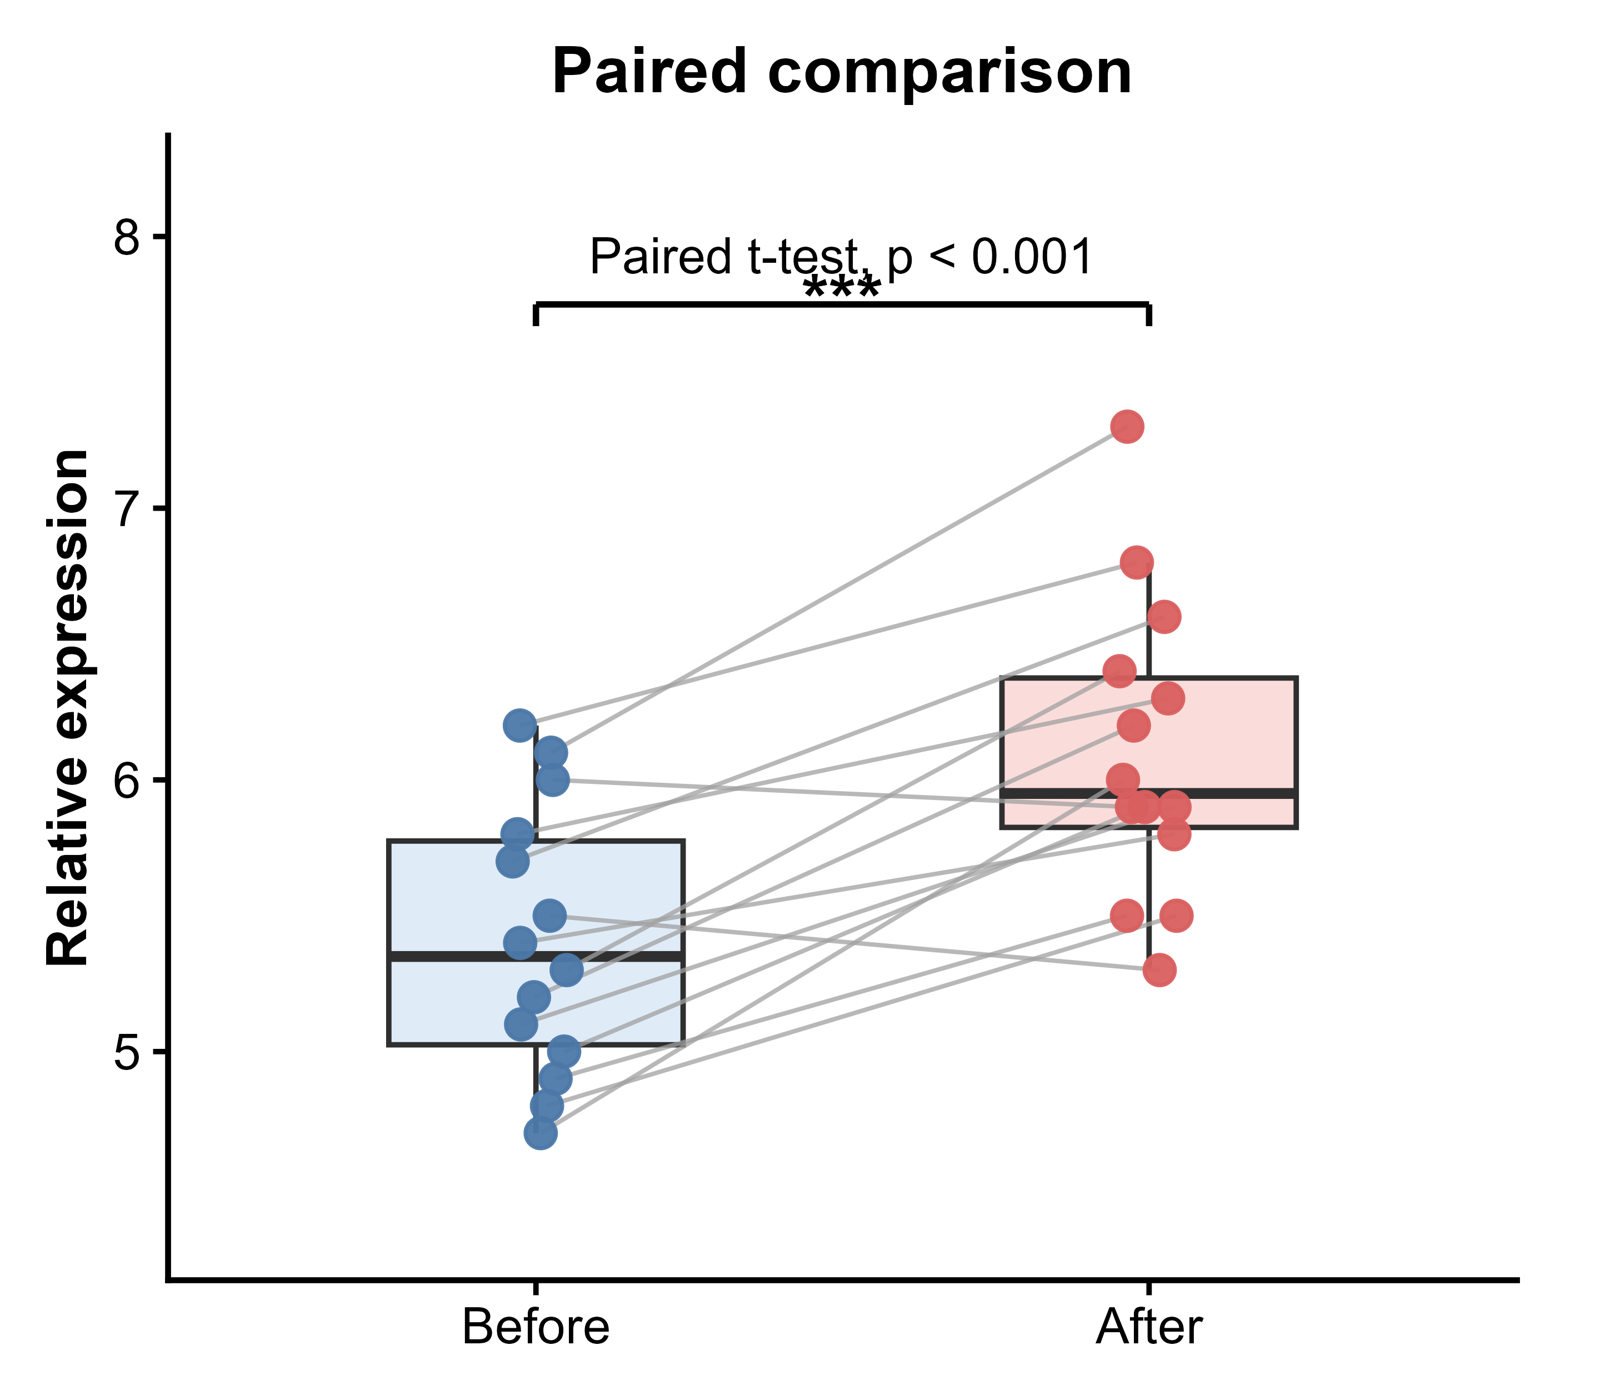 Paired comparison
Relative expression
8
7
6
5
Paired t-test, p < 0.001
***
Before
After